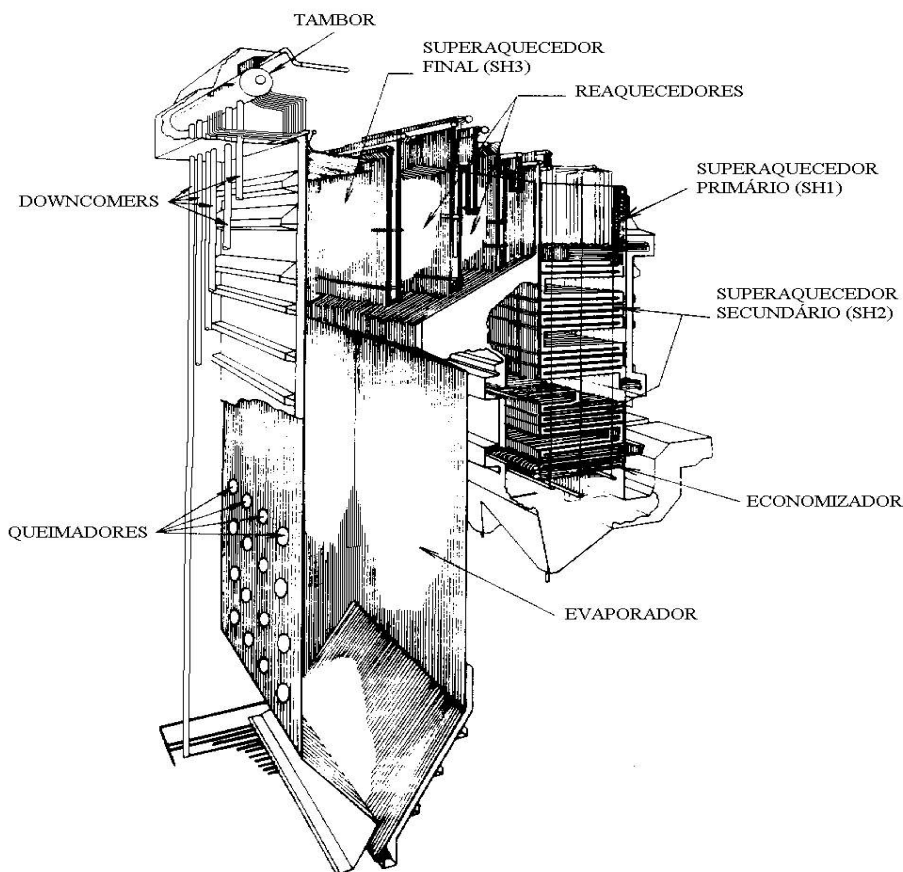 TAMBOR
SUPERAQUECEDOR
FINAL (SH3)
REAQUECEDORES
SUPERAQUECEDOR
PRIMÁRIO (SH1)
DOWNCOMERS
SUPERAQUECEDOR
SECUNDÁRIO (SH2)
ECONOMIZADOR
QUEIMADORES
EVAPORADOR